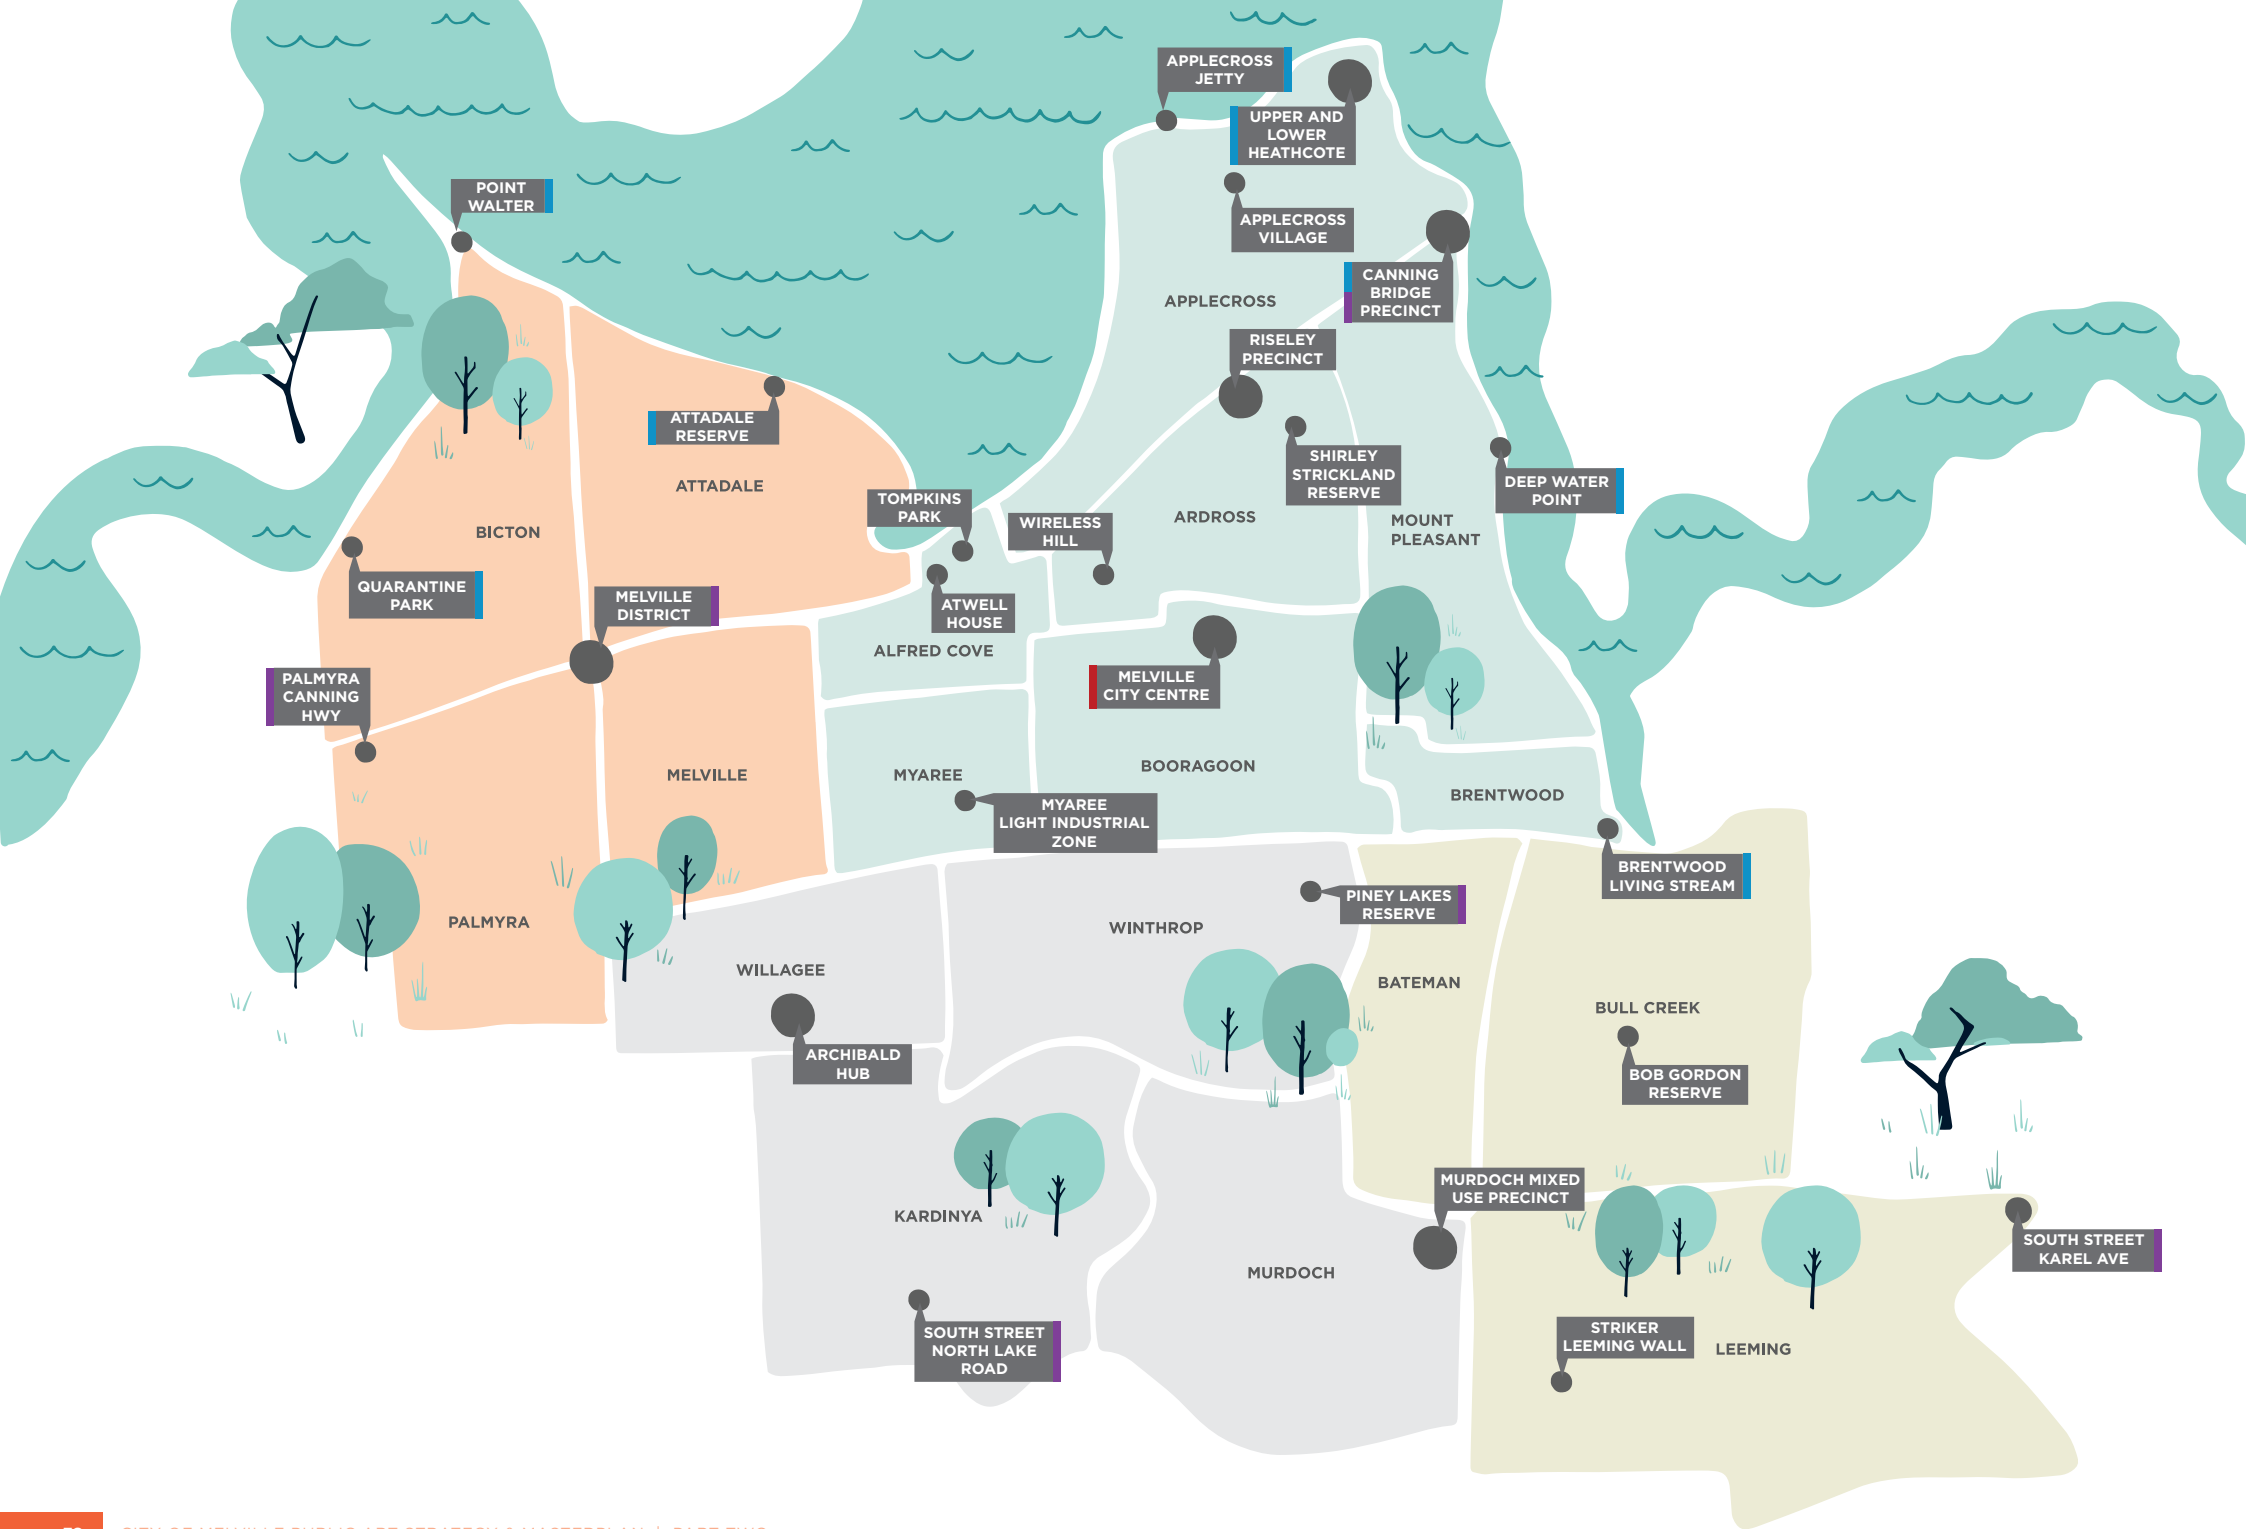 APPLECROSS
JETTY
UPPER AND
LOWER
HEATHCOTE
POINT
WALTER
APPLECROSS
VILLAGE
CANNING
BRIDGE
PRECINCT
APPLECROSS
RISELEY
PRECINCT
ATTADALE
RESERVE
SHIRLEY
STRICKLAND
RESERVE
DEEP WATER
POINT
ATTADALE
TOMPKINS
PARK
WIRELESS
HILL
ARDROSS
MOUNT
PLEASANT
BICTON
QUARANTINE
PARK
MELVILLE
DISTRICT
ATWELL
HOUSE
ALFRED COVE
PALMYRA
CANNING
HWY
MELVILLE
CITY CENTRE
MELVILLE
MYAREE
BOORAGOON
BRENTWOOD
MYAREE
LIGHT INDUSTRIAL
ZONE
BRENTWOOD
LIVING STREAM
PINEY LAKES
RESERVE
PALMYRA
WINTHROP
WILLAGEE
BATEMAN
BULL CREEK
ARCHIBALD
HUB
BOB GORDON
RESERVE
MURDOCH MIXED
USE PRECINCT
KARDINYA
SOUTH STREET
KAREL AVE
MURDOCH
SOUTH STREET
NORTH LAKE
ROAD
STRIKER
LEEMING WALL
LEEMING